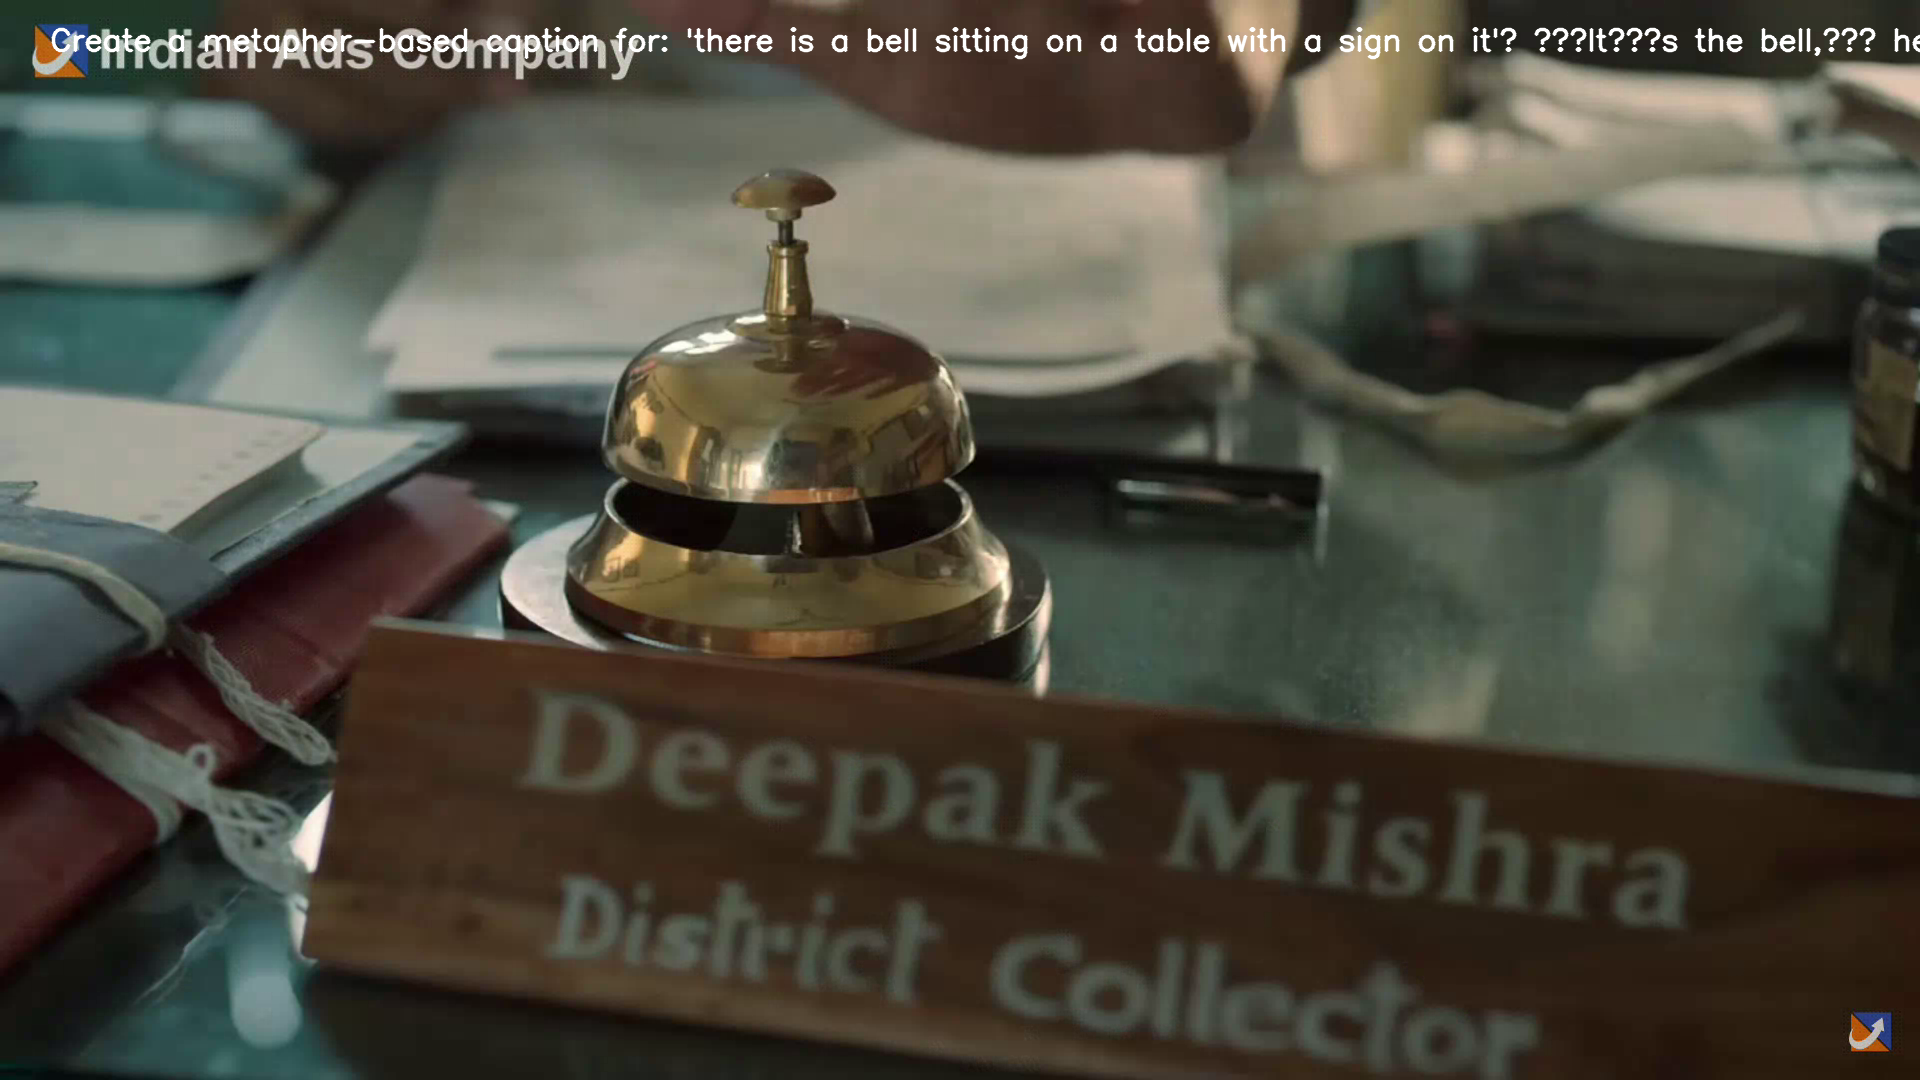 Create a metaphor-based caption for: 'there is a bell sitting on a table with a sign on it'? ???It???s the bell,??? he
Indian Ads Company
Deepak Mishra
District Collector